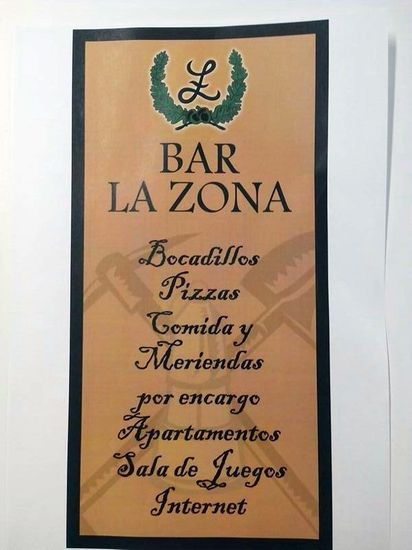 Z
BAR
LA ZONA
Bocadillos
Pizzas
Comida y
Meriendas
por encargo
Apartamentos
Sala de Juegos
Internet